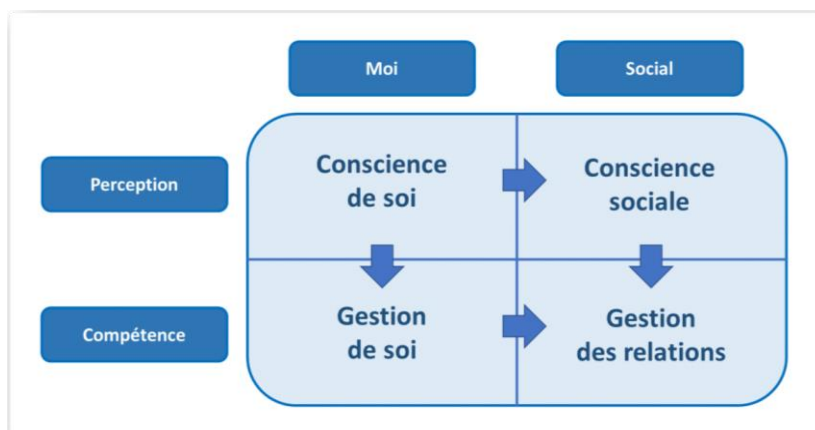 Moi
Social
Perception
Conscience
de soi
Conscience
sociale
Compétence
Gestion
de soi
Gestion
des relations